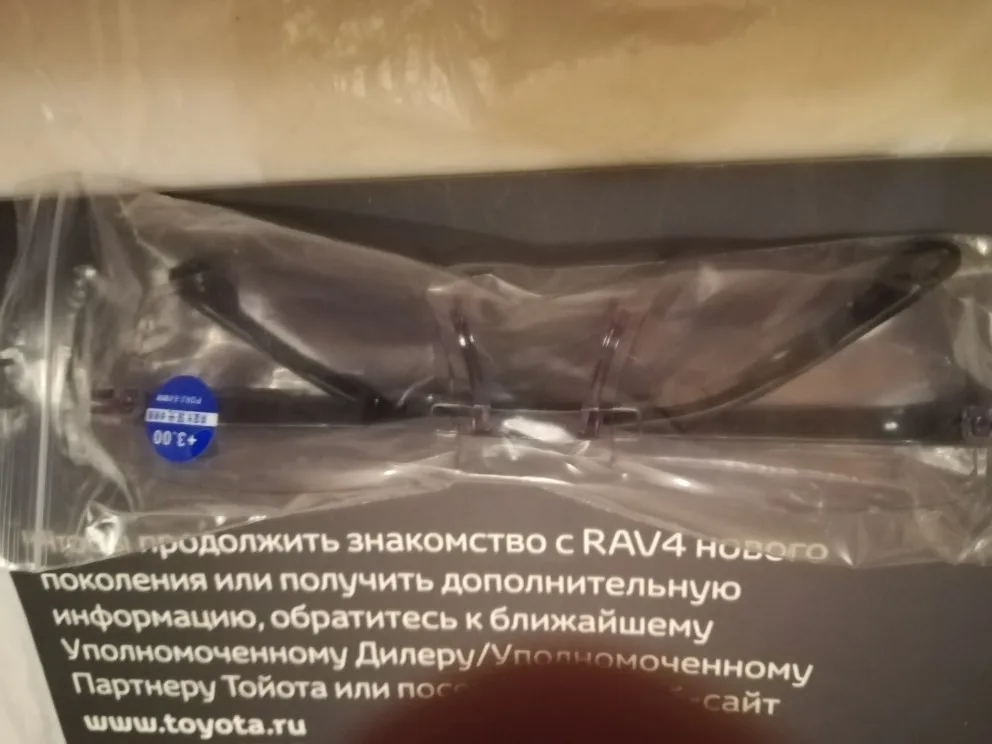 +3.00
продолжить знакомство с RAV4 нового
поколения или получить дополнительную
информацию, обратитесь к ближайшему
Уполномоченному Дилеру/Уполномоченному
Партнеру Тойота или сайт
www.toyota.ru